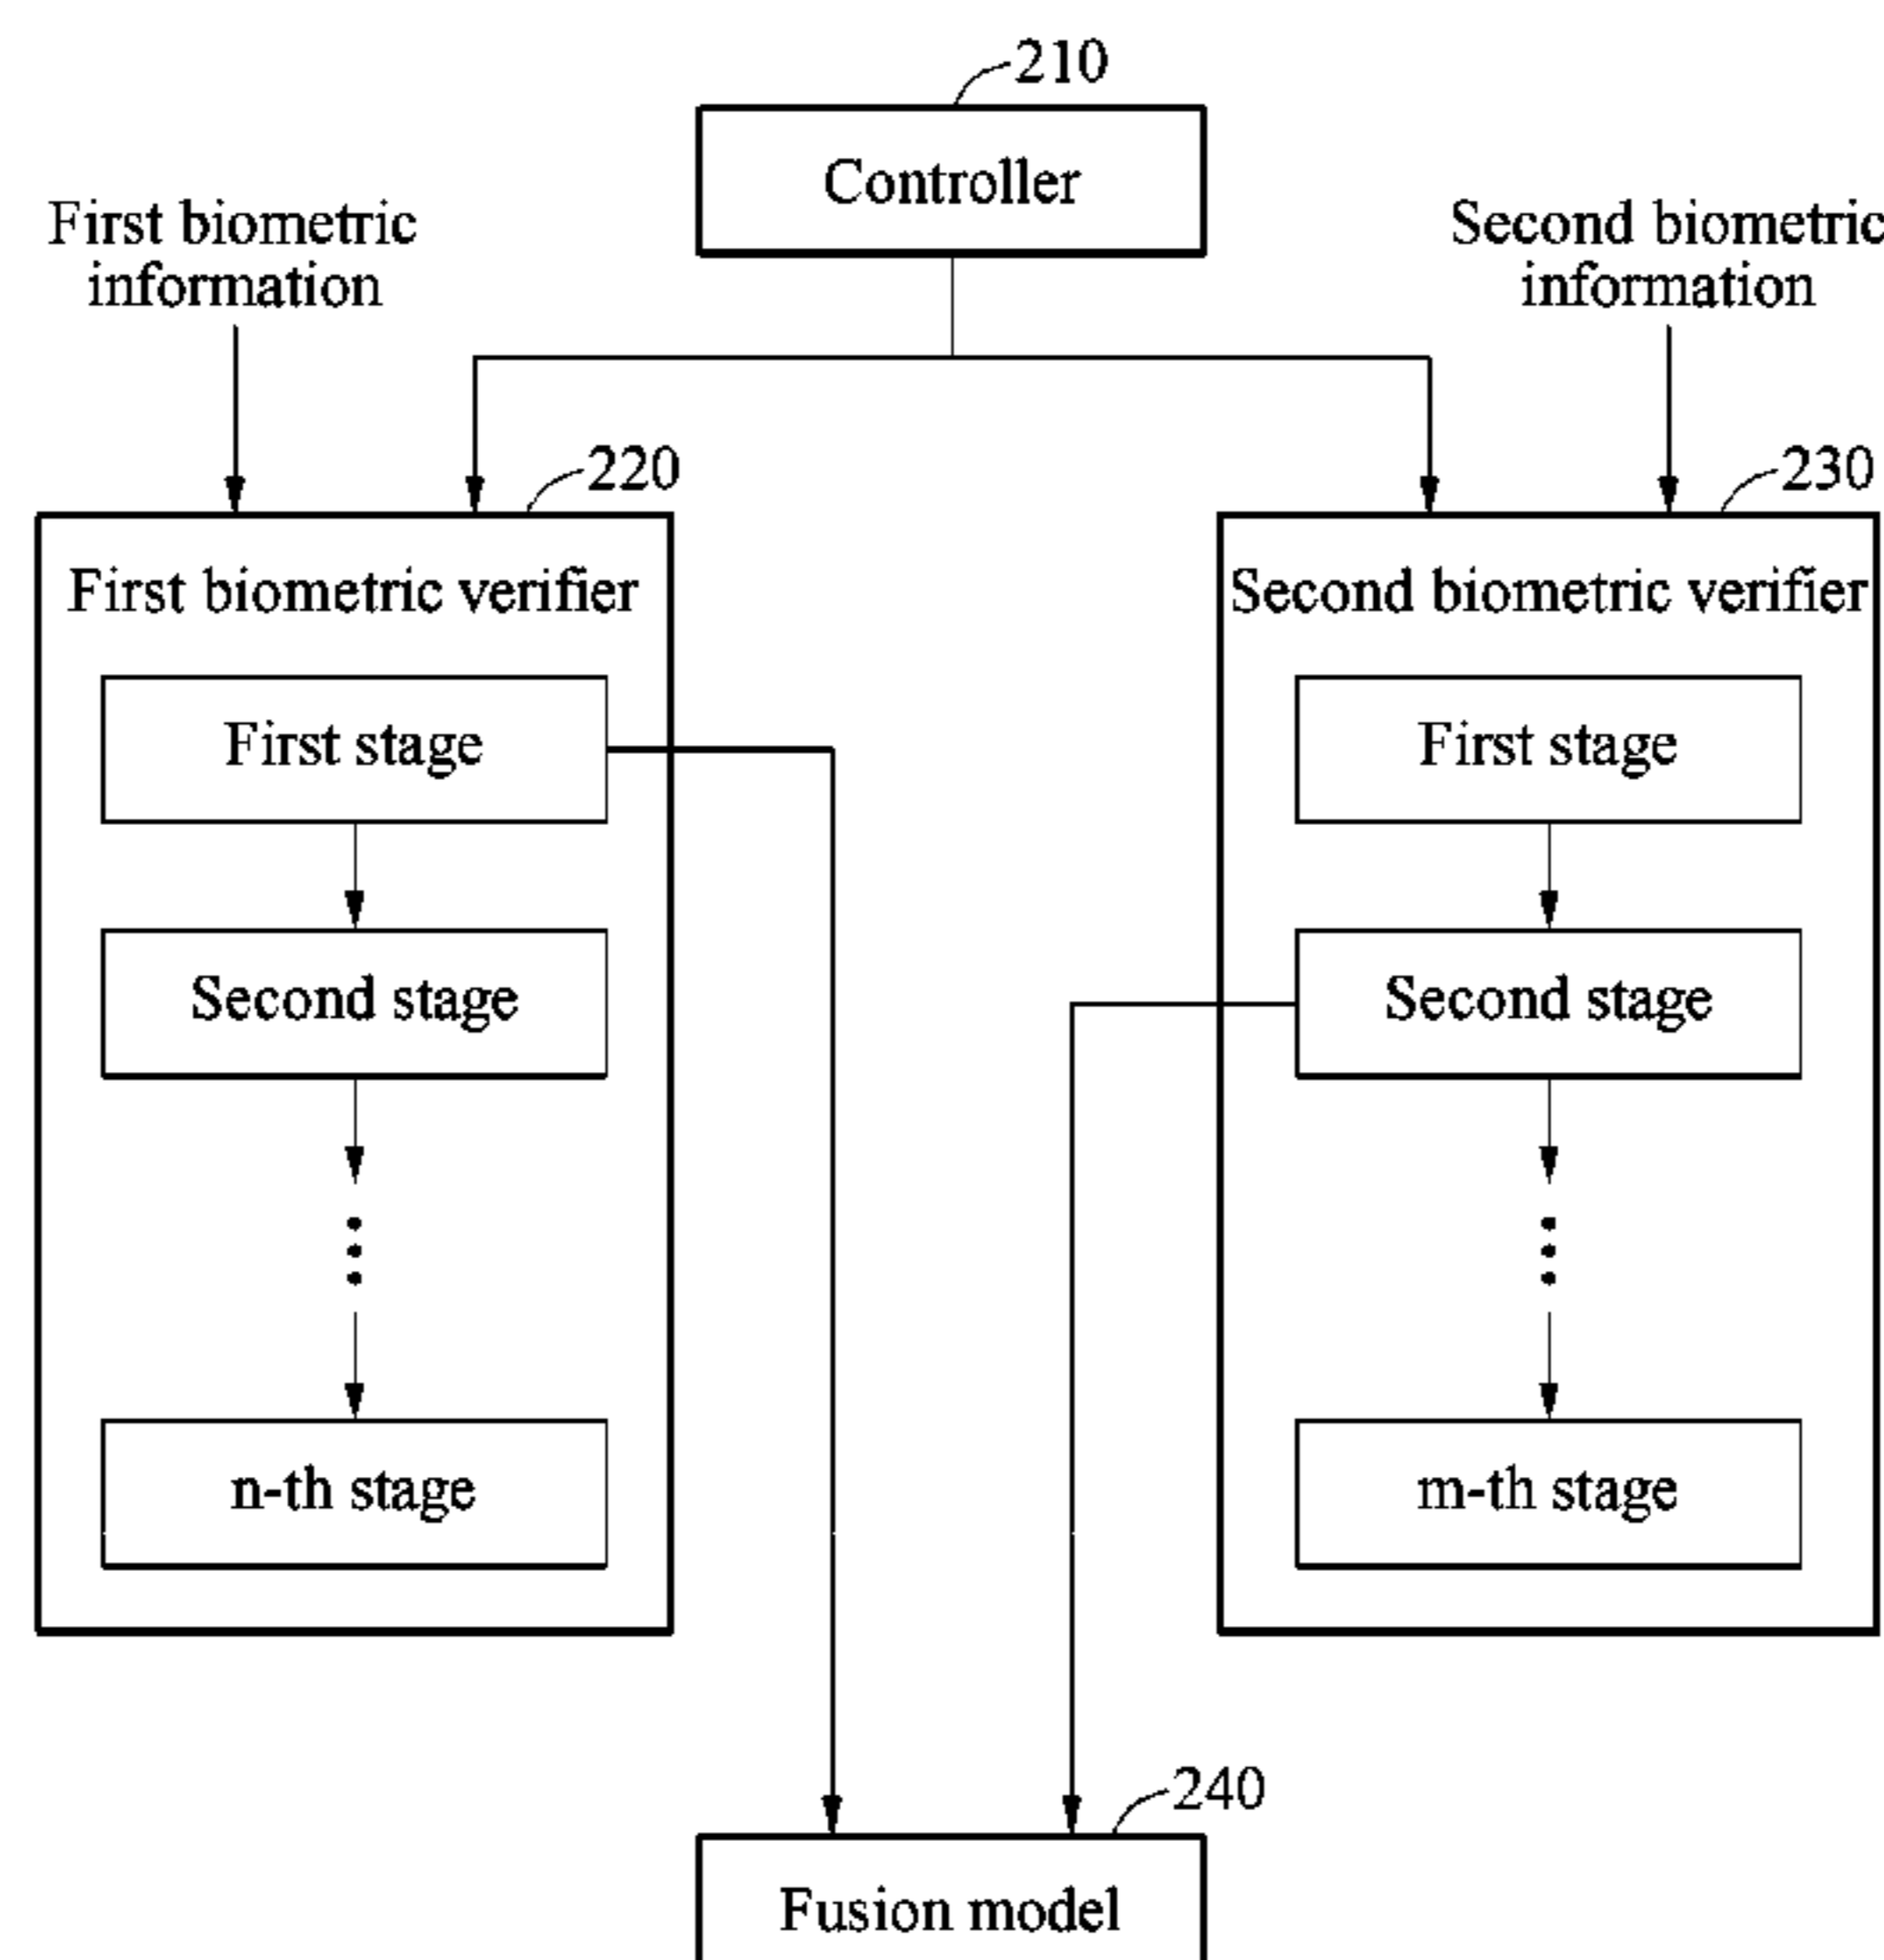 210
Controller
First biometric
information
Second biometric
information
220
230
First biometric verifier
Second biometric verifier
First stage
First stage
Second stage
Second stage
n-th stage
m-th stage
240
Fusion model